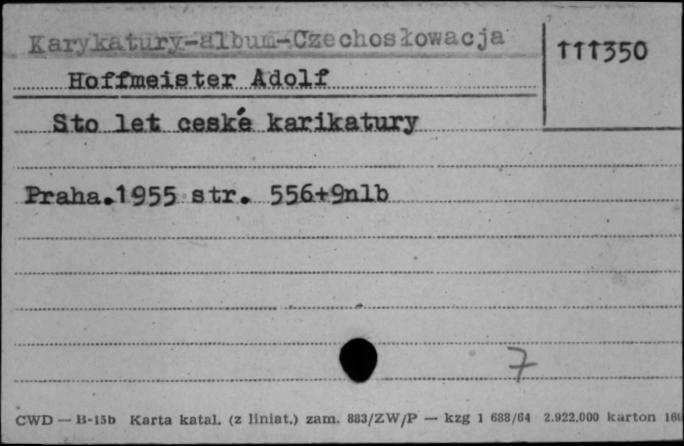 Karykatury-album-Czechosłowacja
111350
Hoffmeister Adolf
Sto let ceské karikatury
Praha.1955 str. 556+9nlb
7
CWD — B-15b Karta katal. (z liniat.) zam. 883/ZW/P — kzg 1 688/64 2.922.000 karton